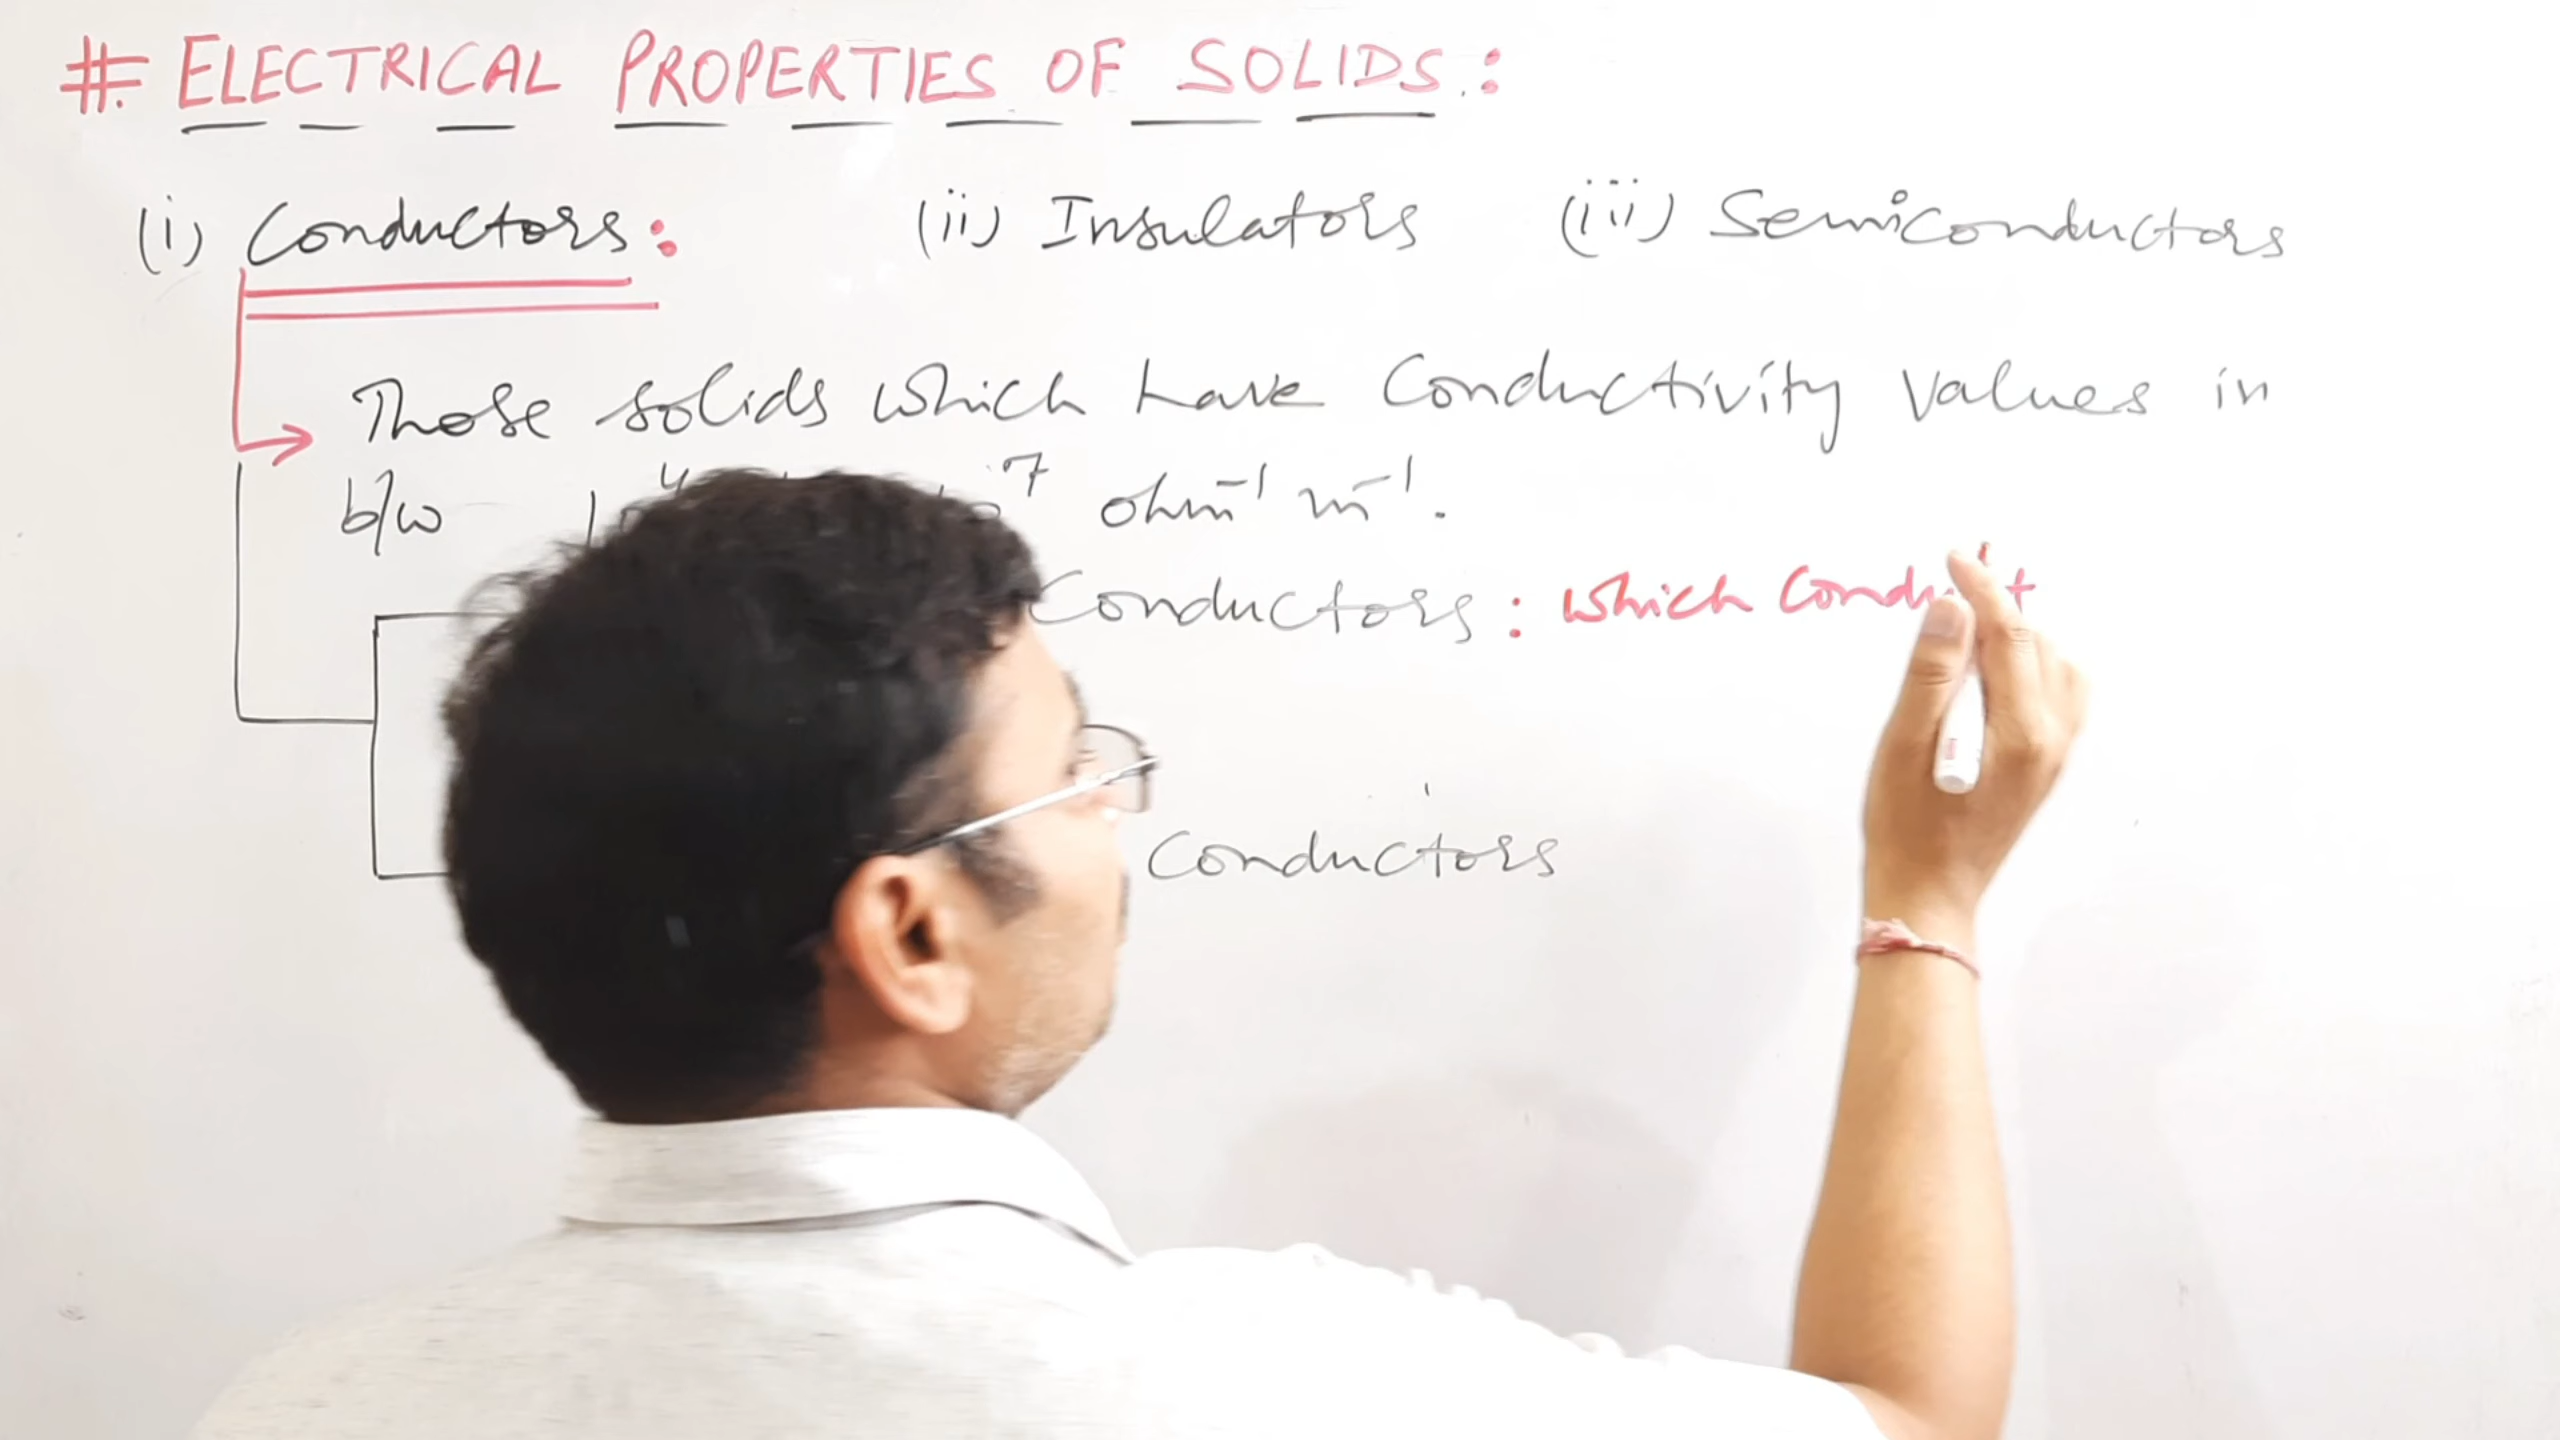 # ELECTRICAL PROPERTIES OF SOLIDS :
(i) Conductors : (ii) Insulators (iii) Semiconductors
Those solids which have Conductivity Values in
b/w 7 ohm⁻¹ m⁻¹.
Conductors : which
Conductors